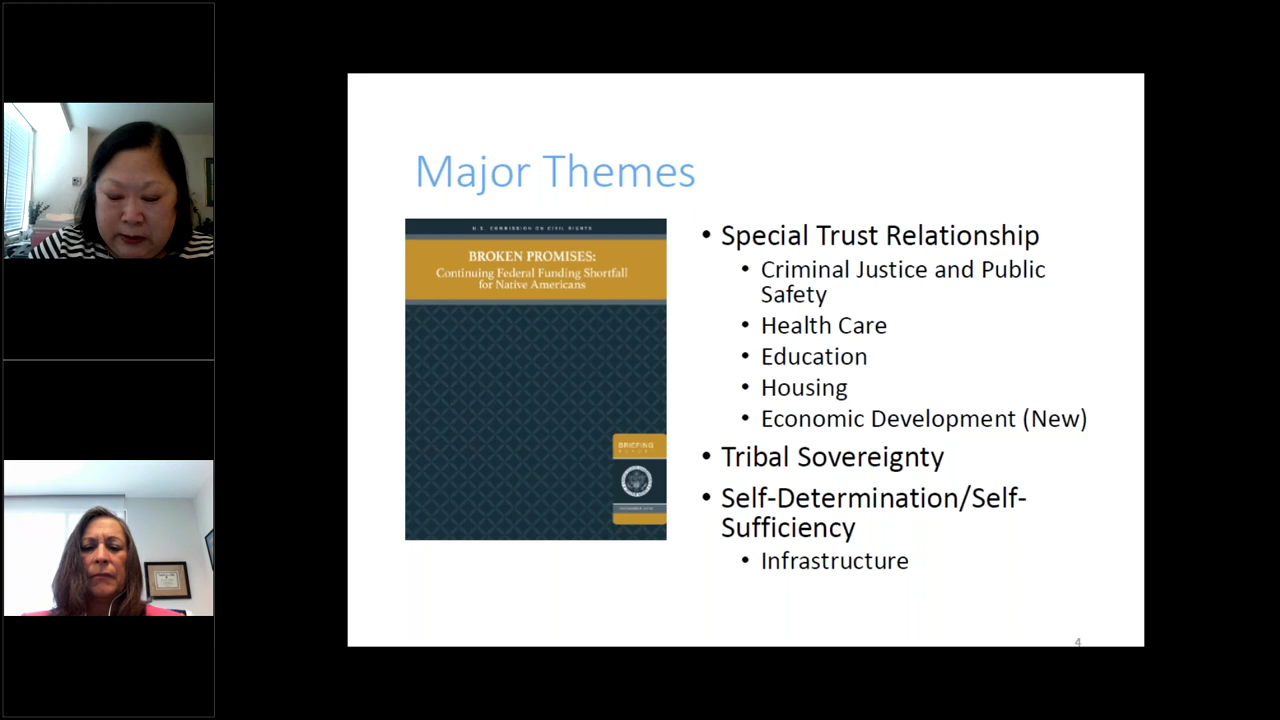 Major Themes
U.S. COMMISSION ON CIVIL RIGHTS
BROKEN PROMISES:
Continuing Federal Funding Shortfall
for Native Americans
BRIEFING
• Special Trust Relationship
• Criminal Justice and Public
Safety
• Health Care
• Education
• Housing
• Economic Development (New)
• Tribal Sovereignty
• Self-Determination/Self-
Sufficiency
• Infrastructure
4